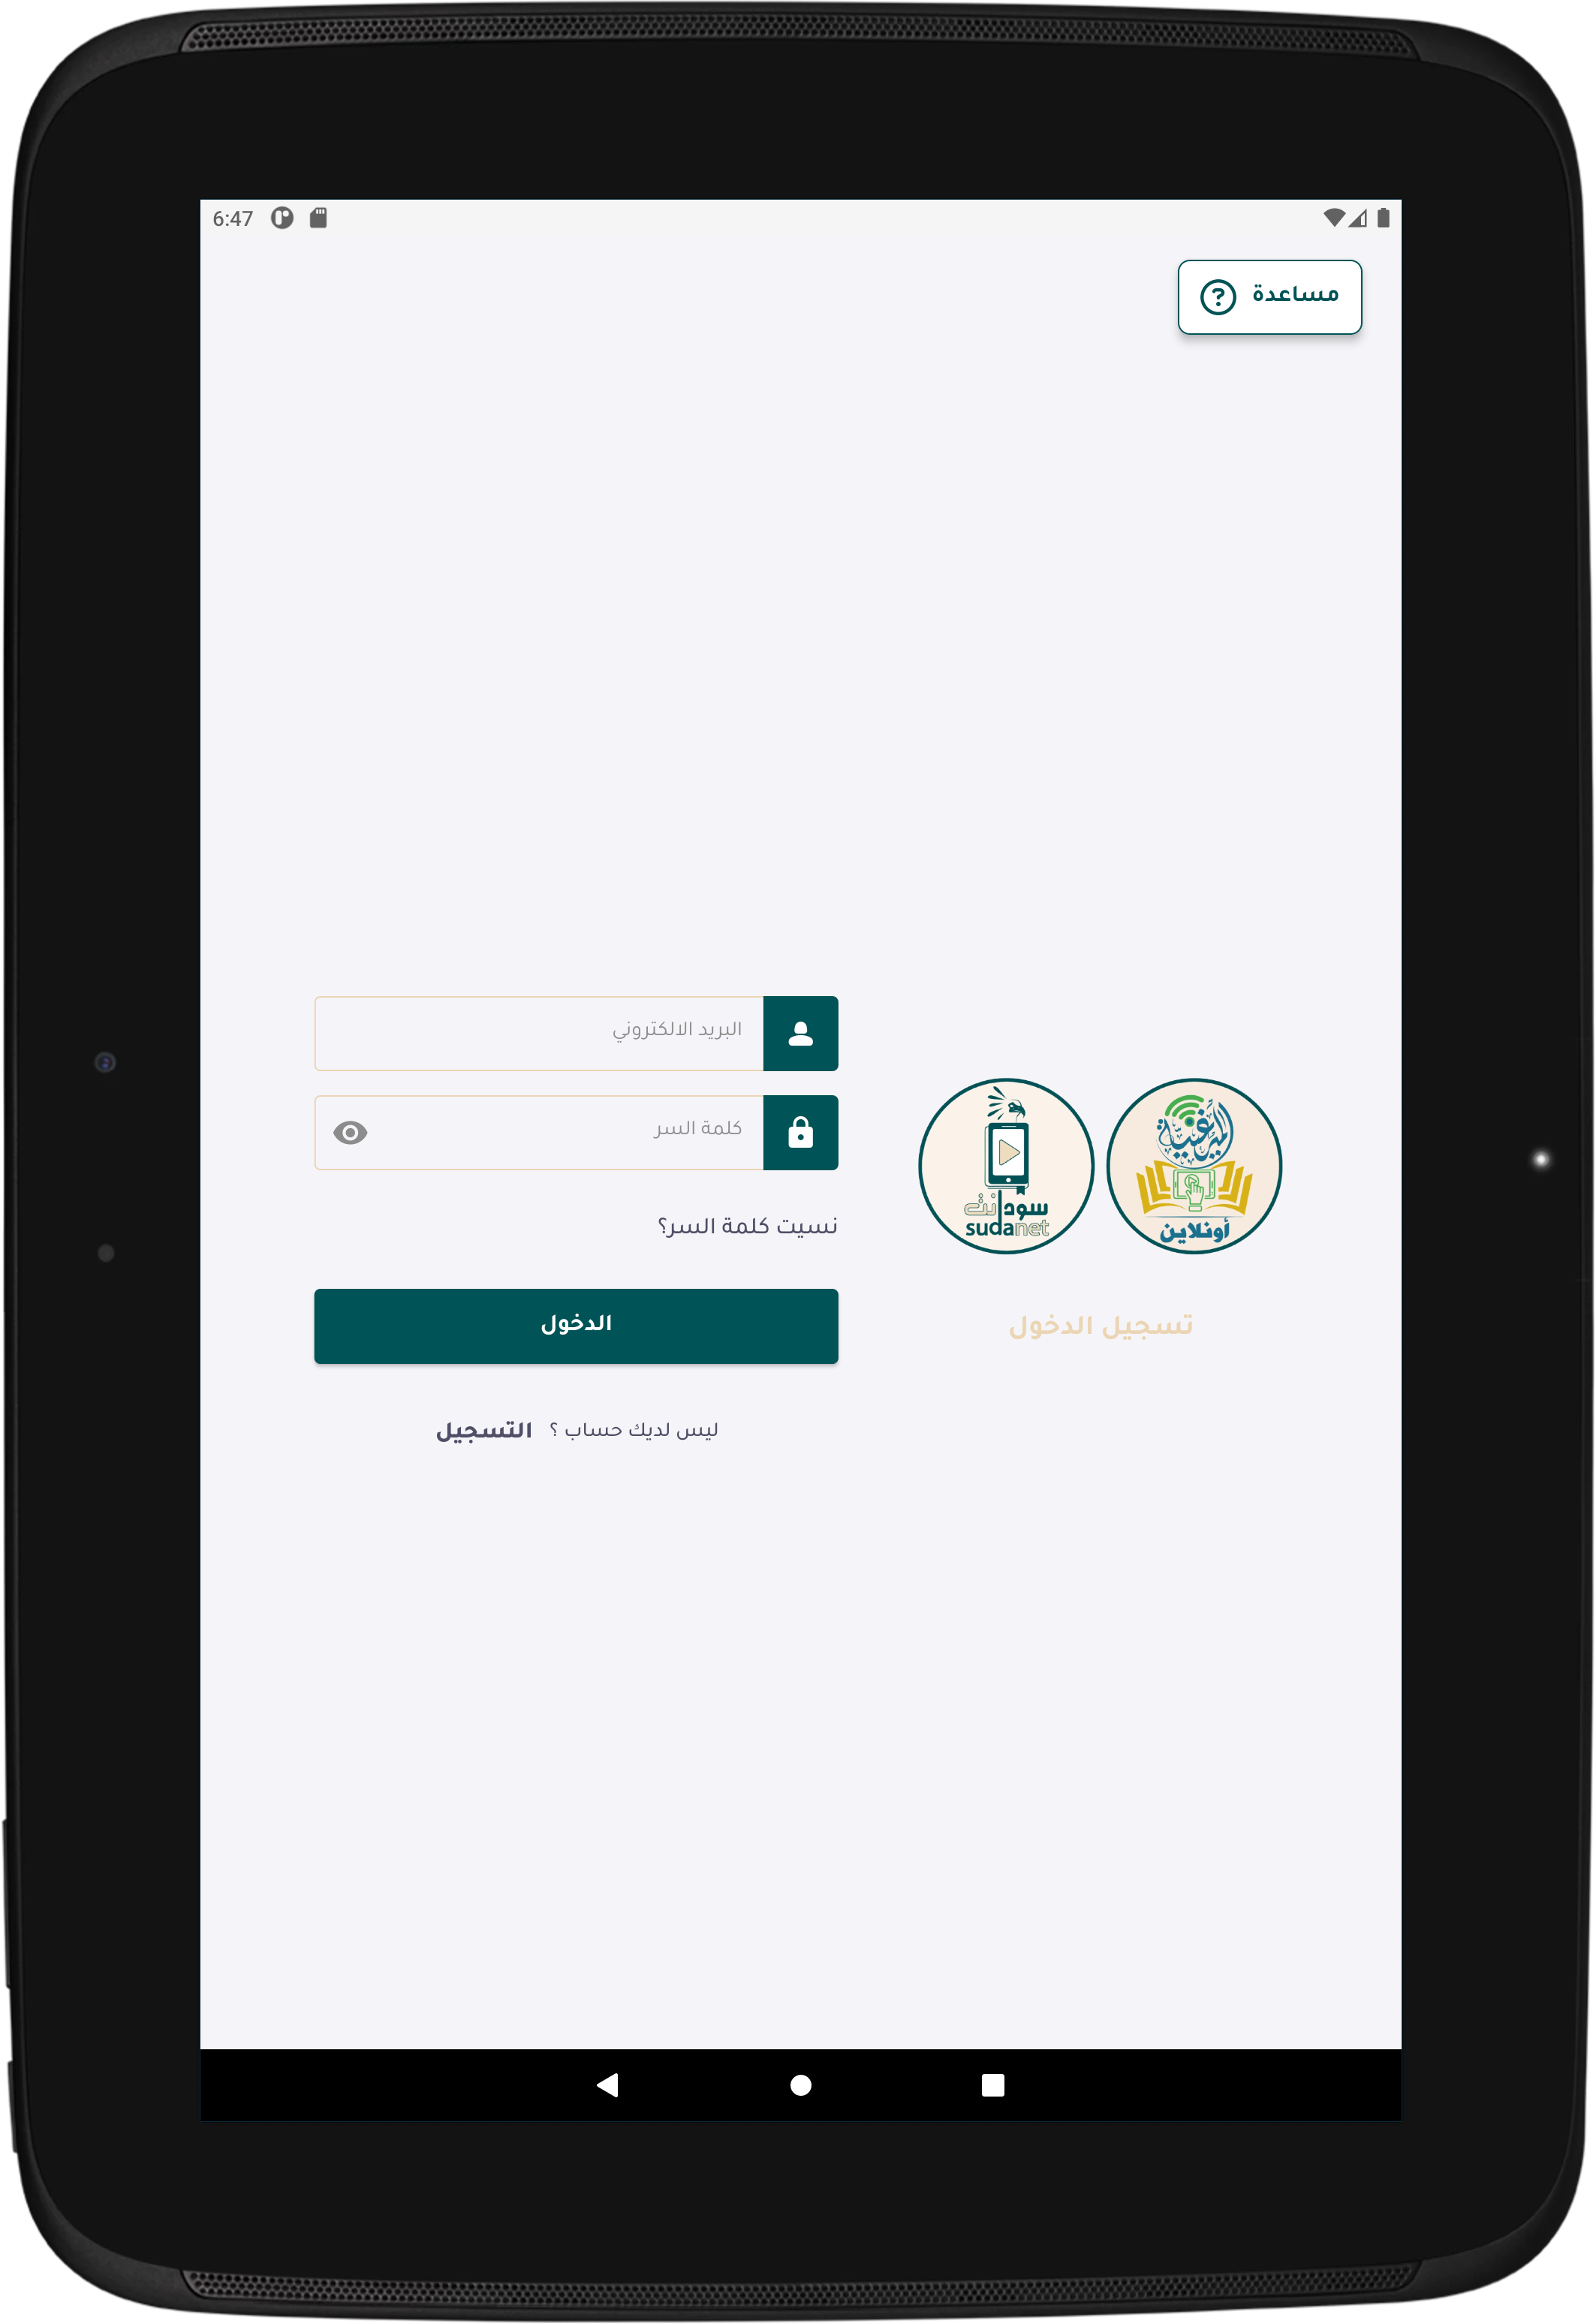 6:47
مساعدة
الميرغنية
أونلاين
سودانت
sudanet
تسجيل الدخول
البريد الالكتروني
كلمة السر
نسيت كلمة السر؟
الدخول
ليس لديك حساب ؟ التسجيل